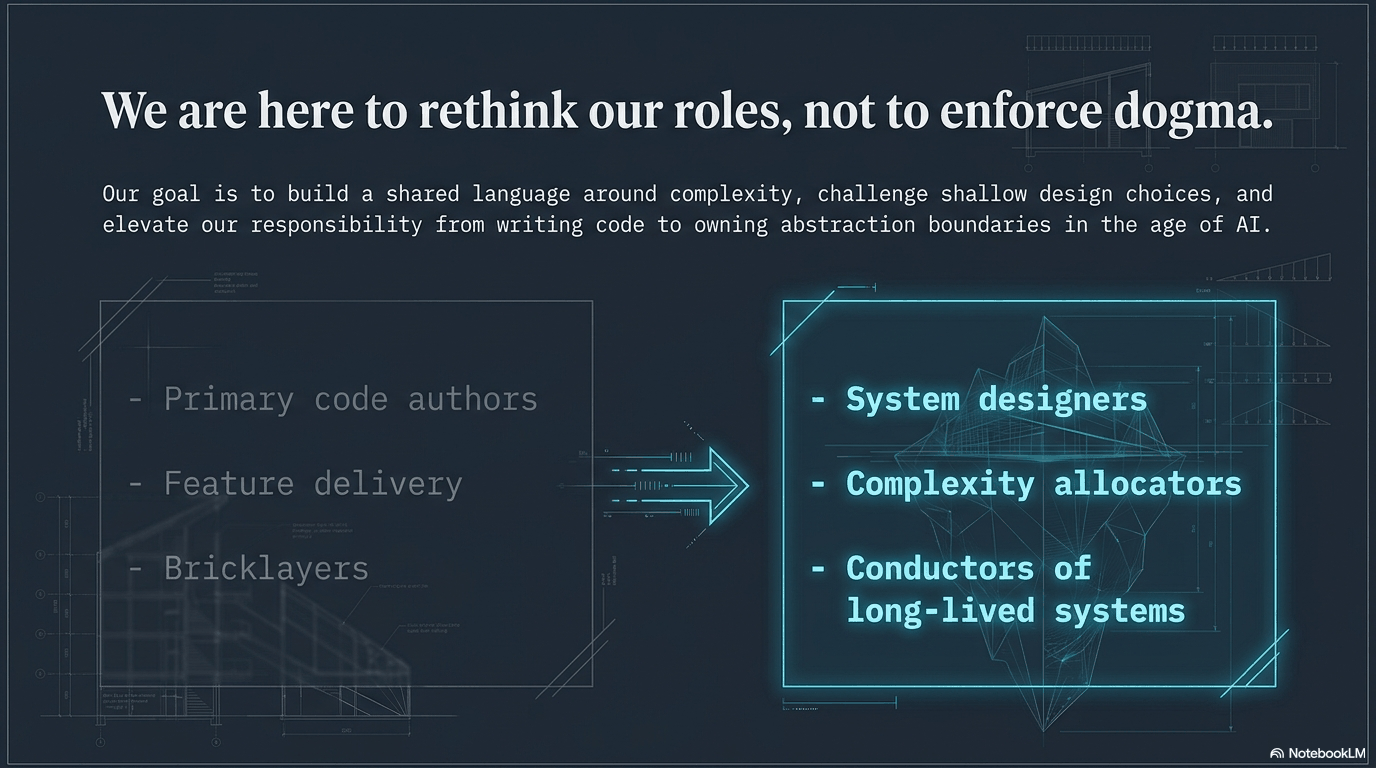 We are here to rethink our roles, not to enforce dogma.
Our goal is to build a shared language around complexity, challenge shallow design choices, and
elevate our responsibility from writing code to owning abstraction boundaries in the age of AI.
- Primary code authors
- Feature delivery
- Bricklayers
- System designers
- Complexity allocators
- Conductors of
long-lived systems
NotebookLM